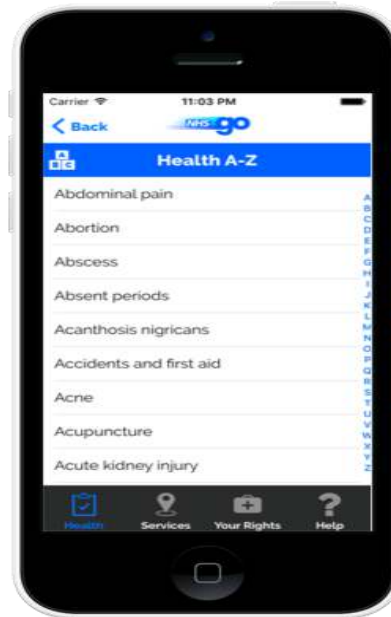 Carrier 11:03 PM
Back NHS go
Health A-Z
A
B C
Abdominal pain
Abortion
Abscess
Absent periods
Acanthosis nigricans
Accidents and first aid
Acne
Acupuncture
Acute kidney injury
A
B
C
D
E
F
G
H
I
J
K
L
M
N
O
P
Q
R
S
T
U
V
W
X
Y
Z
Health Services Your Rights Help